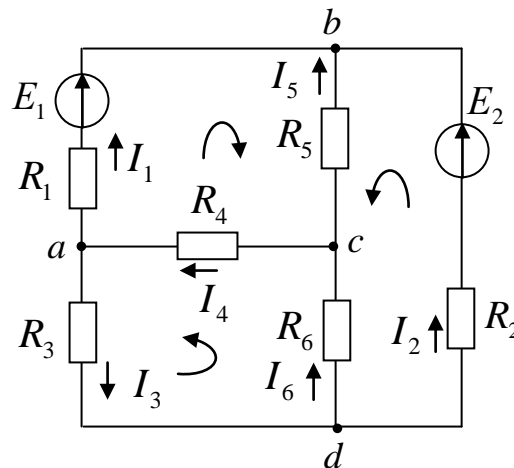 b
I₅
E₁
E₂
R₅
I₁
R₁
R₄
a
c
I₄
R₃
R₆
I₂
R₂
I₃
I₆
d